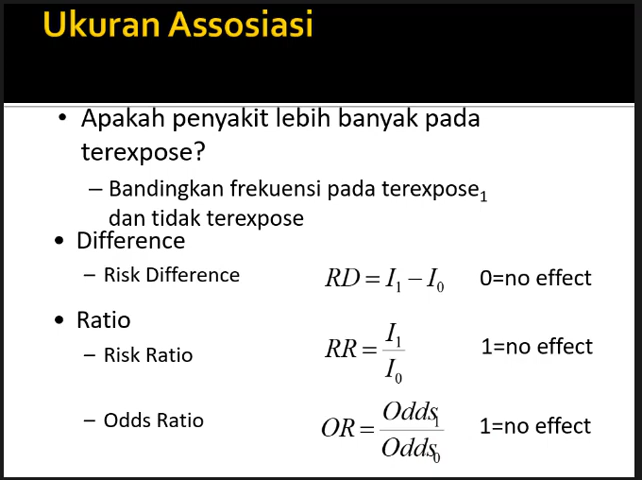 Ukuran Assosiasi
• Apakah penyakit lebih banyak pada
terexpose?
– Bandingkan frekuensi pada terexpose₁
dan tidak terexpose
• Difference
– Risk Difference RD = I₁ − I₀ 0=no effect
• Ratio
– Risk Ratio RR = I₁/I₀ 1=no effect
– Odds Ratio OR = Odds₁/Odds₀ 1=no effect